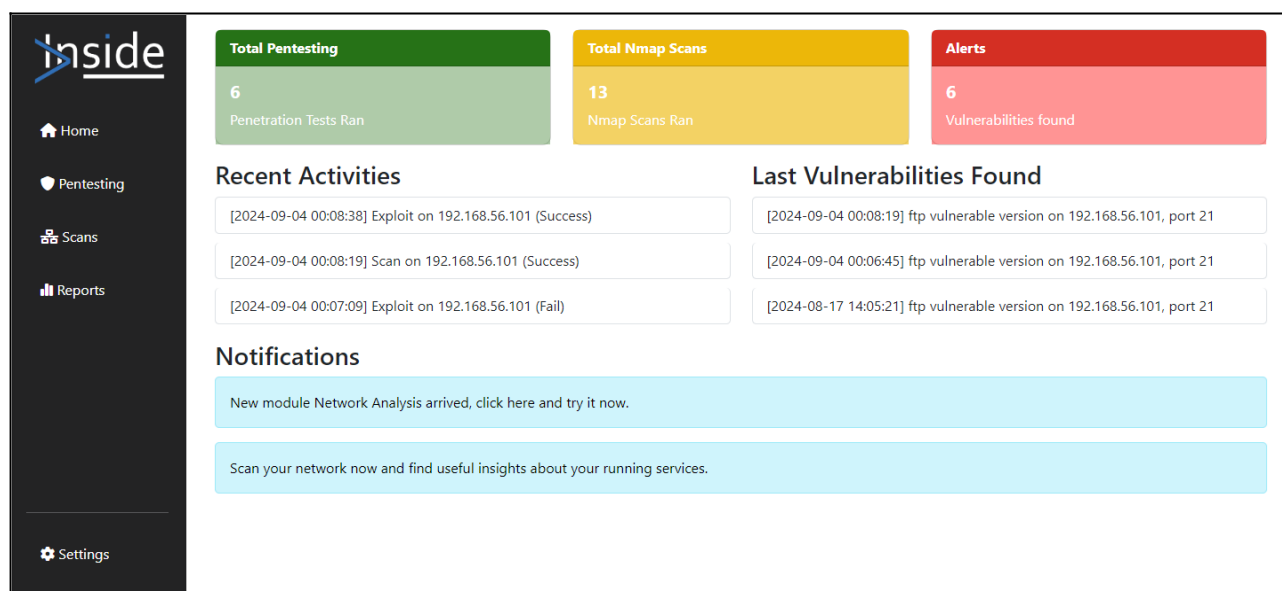 Inside
Home
Pentesting
Scans
Reports
Settings
Total Pentesting
6
Penetration Tests Ran
Total Nmap Scans
13
Nmap Scans Ran
Alerts
6
Vulnerabilities found
Recent Activities
[2024-09-04 00:08:38] Exploit on 192.168.56.101 (Success)
[2024-09-04 00:08:19] Scan on 192.168.56.101 (Success)
[2024-09-04 00:07:09] Exploit on 192.168.56.101 (Fail)
Last Vulnerabilities Found
[2024-09-04 00:08:19] ftp vulnerable version on 192.168.56.101, port 21
[2024-09-04 00:06:45] ftp vulnerable version on 192.168.56.101, port 21
[2024-08-17 14:05:21] ftp vulnerable version on 192.168.56.101, port 21
Notifications
New module Network Analysis arrived, click here and try it now.
Scan your network now and find useful insights about your running services.